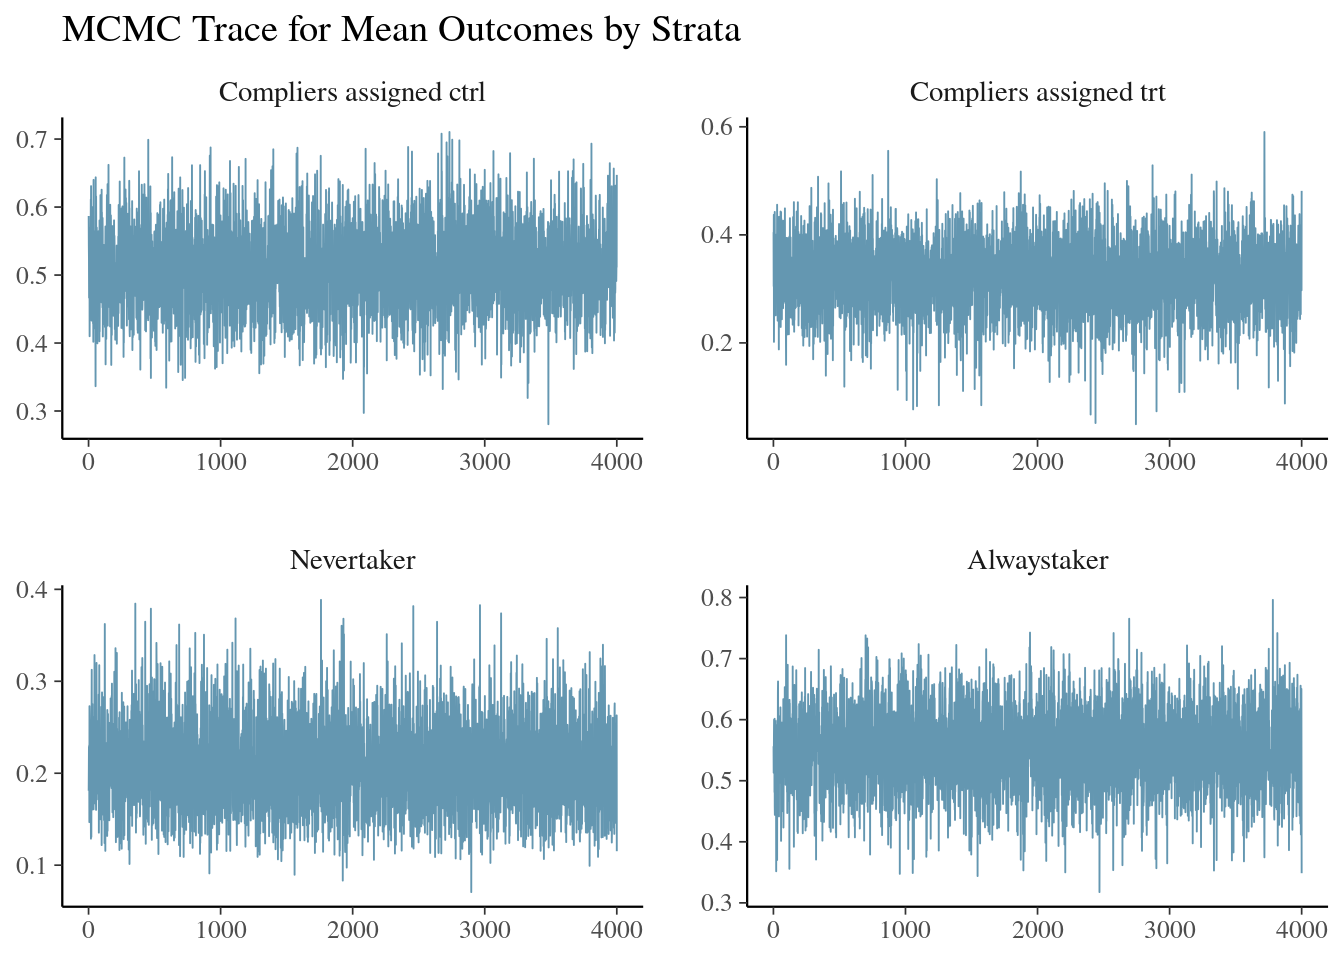 MCMC Trace for Mean Outcomes by Strata
Compliers assigned ctrl
0.7
0.6
0.5
0.4
0.3
0 1000 2000 3000 4000
Compliers assigned trt
0.6
0.4
0.2
0 1000 2000 3000 4000
Nevertaker
0.4
0.3
0.2
0.1
0 1000 2000 3000 4000
Alwaystaker
0.8
0.7
0.6
0.5
0.4
0.3
0 1000 2000 3000 4000